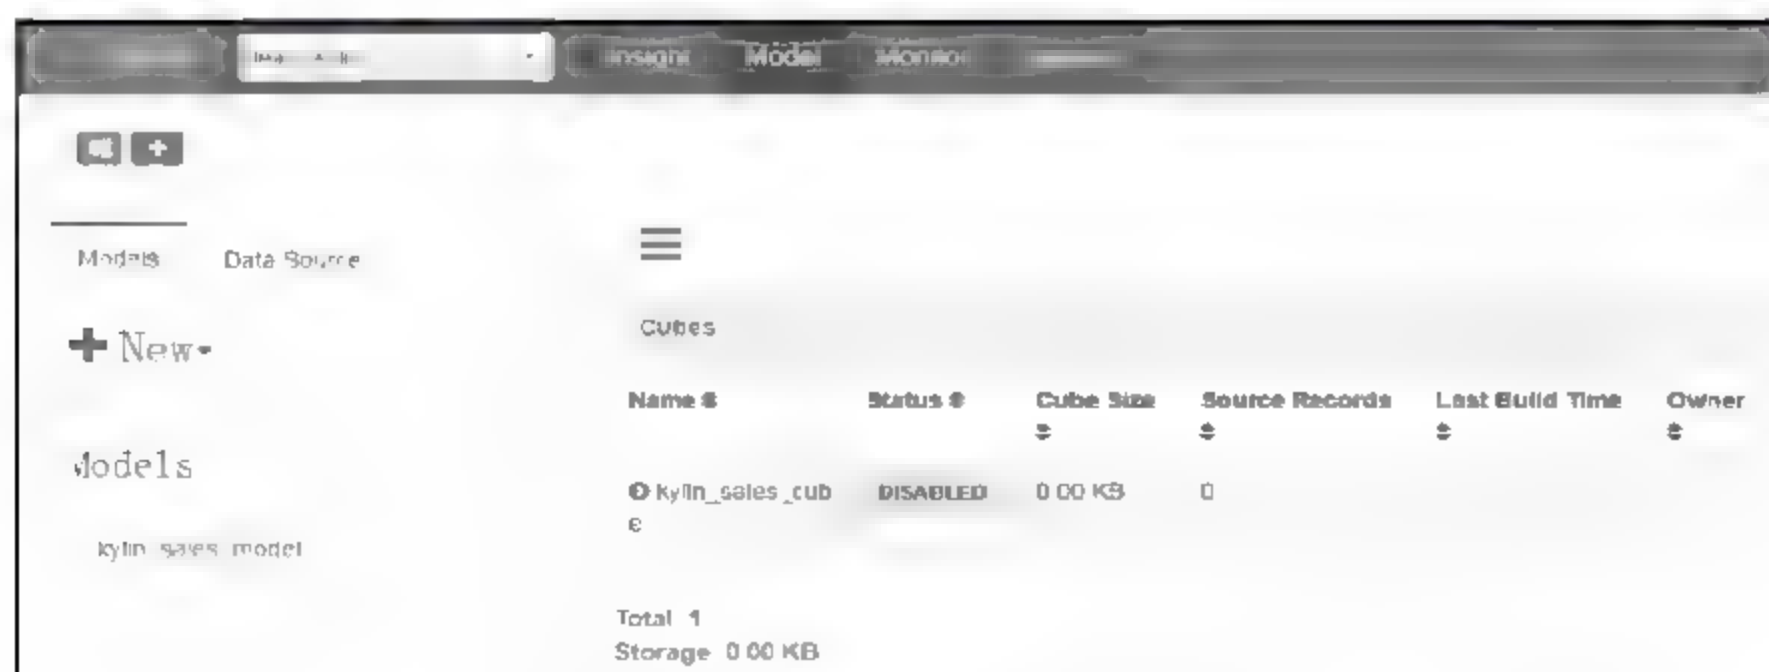 Insight Model Monitor
Models Data Source
New
Cubes
Name Status Cube Size Source Records Last Build Time Owner
Models
kylin_sales_cub DISABLED 0.00 KB 0
e
kylin_sales_model
Total 1
Storage 0.00 KB